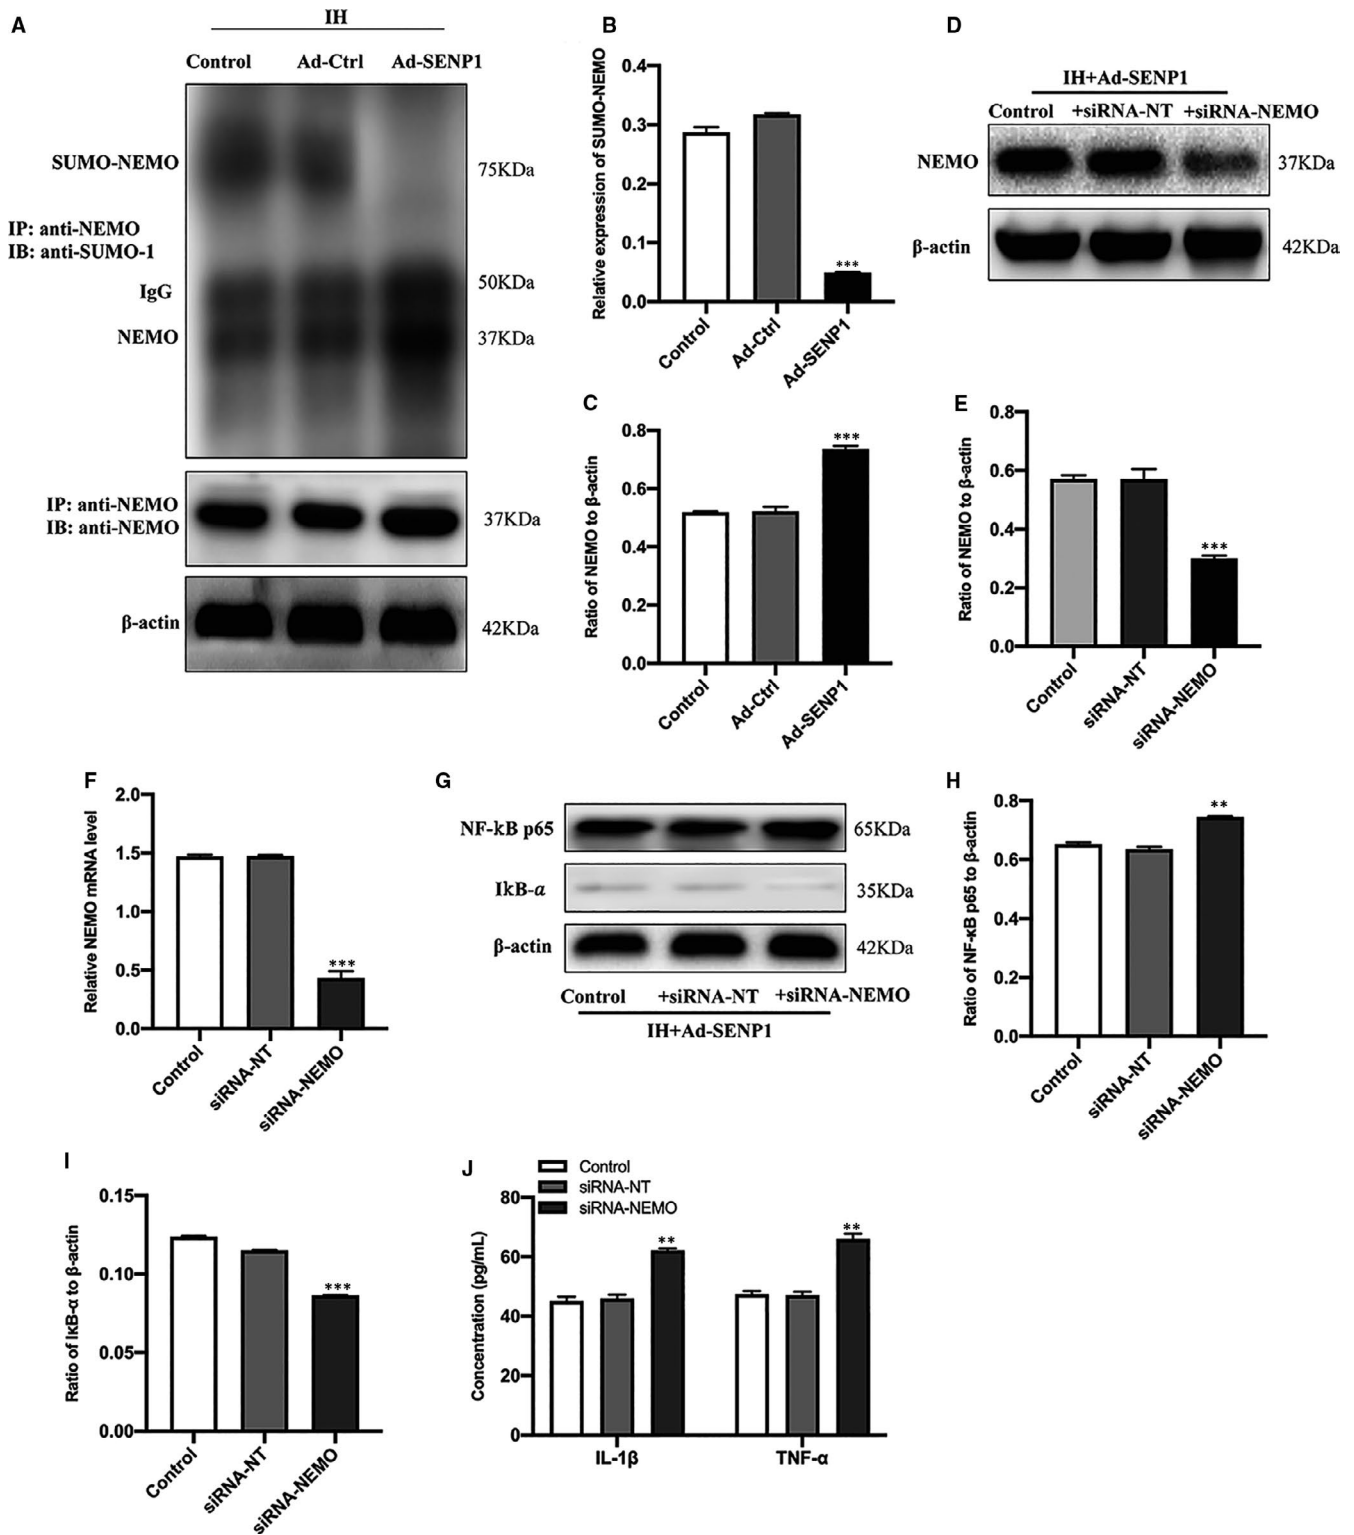 A
IH
Control Ad-Ctrl Ad-SENP1
SUMO-NEMO
75KDa
IP: anti-NEMO
IB: anti-SUMO-1
50KDa
IgG
NEMO
37KDa
IP: anti-NEMO
IB: anti-NEMO
37KDa
β-actin
42KDa
B
Relative expression of SUMO-NEMO
0.4
0.3
0.2
0.1
0.0
***
Control
Ad-Ctrl
Ad-SENP1
C
Ratio of NEMO to β-actin
0.8
0.6
0.4
0.2
0.0
***
Control
Ad-Ctrl
Ad-SENP1
D
IH+Ad-SENP1
Control +siRNA-NT +siRNA-NEMO
NEMO
37KDa
β-actin
42KDa
E
Ratio of NEMO to β-actin
0.8
0.6
0.4
0.2
0.0
***
Control
siRNA-NT
siRNA-NEMO
F
Relative NEMO mRNA level
2.0
1.5
1.0
0.5
0.0
***
Control
siRNA-NT
siRNA-NEMO
G
NF-kB p65
65KDa
IkB-α
35KDa
β-actin
42KDa
Control +siRNA-NT +siRNA-NEMO
IH+Ad-SENP1
H
Ratio of NF-κB p65 to β-actin
0.8
0.6
0.4
0.2
0.0
**
Control
siRNA-NT
siRNA-NEMO
I
Ratio of IκB-α to β-actin
0.15
0.10
0.05
0.00
***
Control
siRNA-NT
siRNA-NEMO
J
Control
siRNA-NT
siRNA-NEMO
Concentration (pg/mL)
80
60
40
20
0
**
**
IL-1β
TNF-α